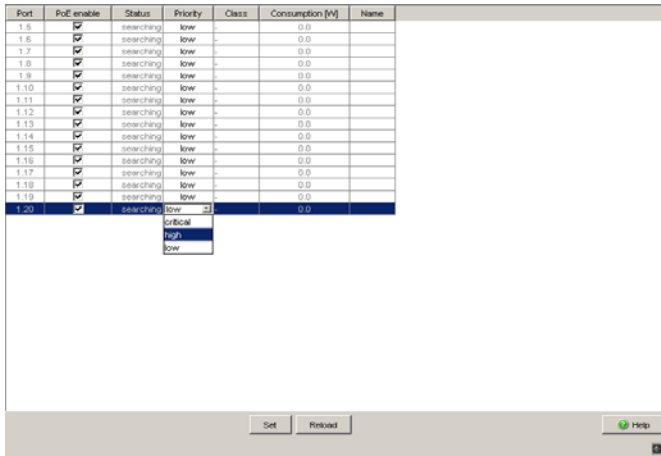 Port PoE enable Status Priority Class Consumption [W] Name
1.5 searching low - 0.0
1.6 searching low - 0.0
1.7 searching low - 0.0
1.8 searching low - 0.0
1.9 searching low - 0.0
1.10 searching low - 0.0
1.11 searching low - 0.0
1.12 searching low - 0.0
1.13 searching low - 0.0
1.14 searching low - 0.0
1.15 searching low - 0.0
1.16 searching low - 0.0
1.17 searching low - 0.0
1.18 searching low - 0.0
1.19 searching low - 0.0
1.20 searching low - 0.0
critical
high
low
Set Reload Help